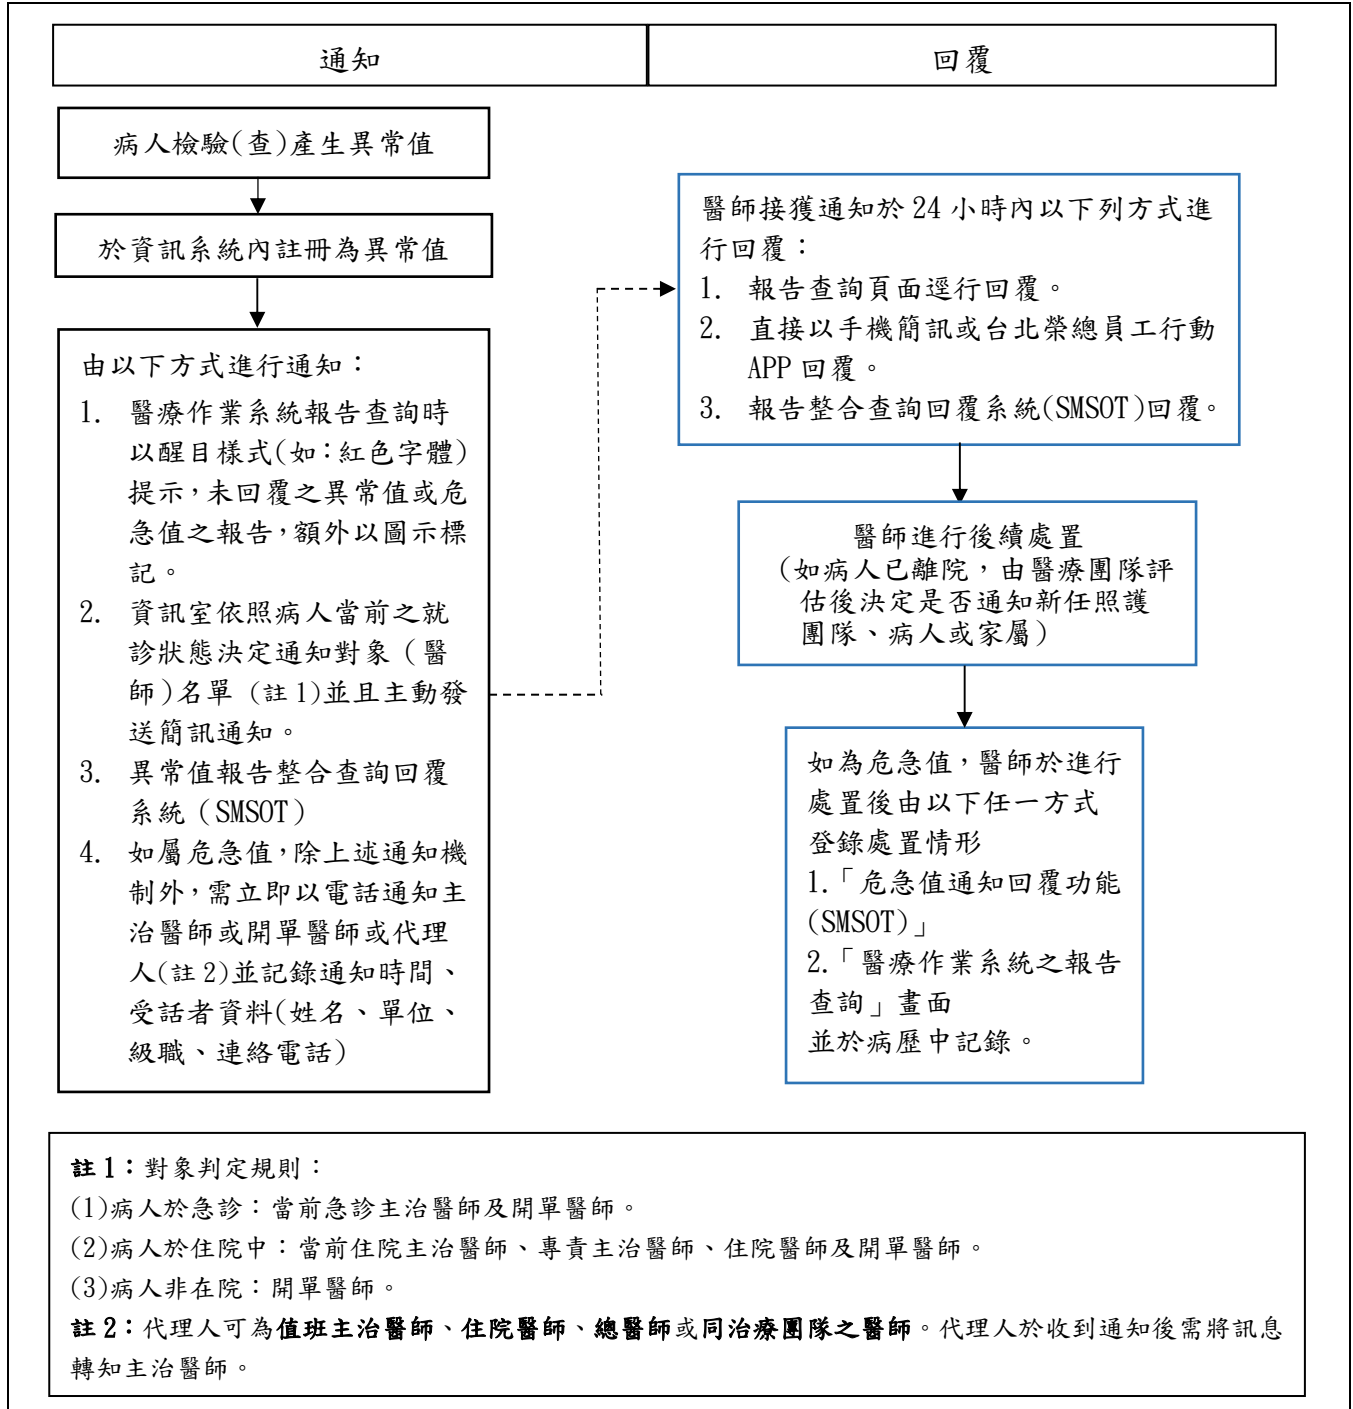 通知
回覆
病人檢驗(查)產生異常值
於資訊系統內註冊為異常值
由以下方式進行通知：
1. 醫療作業系統報告查詢時
以醒目樣式(如：紅色字體)
提示，未回覆之異常值或危
急值之報告，額外以圖示標
記。
2. 資訊室依照病人當前之就
診狀態決定通知對象（醫
師）名單 (註 1)並且主動發
送簡訊通知。
3. 異常值報告整合查詢回覆
系統（SMSOT）
4. 如屬危急值，除上述通知機
制外，需立即以電話通知主
治醫師或開單醫師或代理
人(註 2)並記錄通知時間、
受話者資料(姓名、單位、
級職、連絡電話)
醫師接獲通知於 24 小時內以下列方式進
行回覆：
1. 報告查詢頁面逕行回覆。
2. 直接以手機簡訊或台北榮總員工行動
APP 回覆。
3. 報告整合查詢回覆系統(SMSOT)回覆。
醫師進行後續處置
（如病人已離院，由醫療團隊評
估後決定是否通知新任照護
團隊、病人或家屬）
如為危急值，醫師於進行
處置後由以下任一方式
登錄處置情形
1.「危急值通知回覆功能
(SMSOT)」
2.「醫療作業系統之報告
查詢」畫面
並於病歷中記錄。
註 1：對象判定規則：
(1)病人於急診：當前急診主治醫師及開單醫師。
(2)病人於住院中：當前住院主治醫師、專責主治醫師、住院醫師及開單醫師。
(3)病人非在院：開單醫師。
註 2：代理人可為值班主治醫師、住院醫師、總醫師或同治療團隊之醫師。代理人於收到通知後需將訊息
轉知主治醫師。